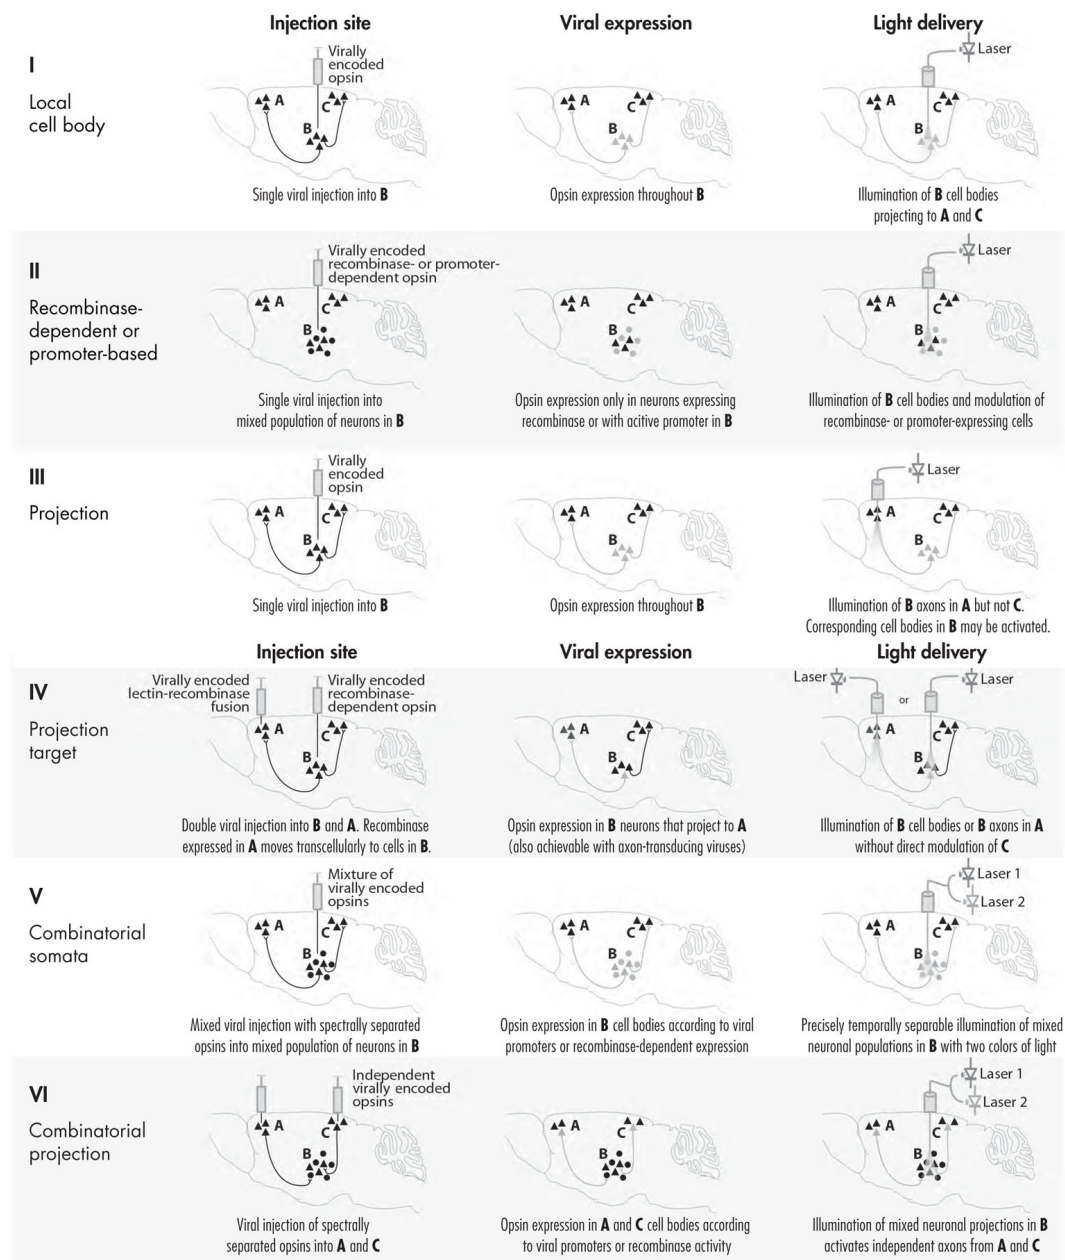 Injection site
Viral expression
Light delivery
I
Local
cell body
Virally
encoded
opsin
A
B
C
Single viral injection into B
A
B
C
Opsin expression throughout B
Laser
A
B
C
Illumination of B cell bodies
projecting to A and C
II
Recombinase-
dependent or
promoter-based
Virally encoded
recombinase- or promoter-
dependent opsin
A
B
C
Single viral injection into
mixed population of neurons in B
A
B
C
Opsin expression only in neurons expressing
recombinase or with acitive promoter in B
Laser
A
B
C
Illumination of B cell bodies and modulation of
recombinase- or promoter-expressing cells
III
Projection
Virally
encoded
opsin
A
B
C
Single viral injection into B
A
B
C
Opsin expression throughout B
Laser
A
B
C
Illumination of B axons in A but not C.
Corresponding cell bodies in B may be activated.
Injection site
Viral expression
Light delivery
IV
Projection
target
Virally encoded
lectin-recombinase
fusion
Virally encoded
recombinase-
dependent opsin
A
B
C
Double viral injection into B and A. Recombinase
expressed in A moves transcellularly to cells in B.
A
B
C
Opsin expression in B neurons that project to A
(also achievable with axon-transducing viruses)
Laser
or
Laser
A
B
C
Illumination of B cell bodies or B axons in A
without direct modulation of C
V
Combinatorial
somata
Mixture of
virally encoded
opsins
A
B
C
Mixed viral injection with spectrally separated
opsins into mixed population of neurons in B
A
B
C
Opsin expression in B cell bodies according to viral
promoters or recombinase-dependent expression
Laser 1
Laser 2
A
B
C
Precisely temporally separable illumination of mixed
neuronal populations in B with two colors of light
VI
Combinatorial
projection
Independent
virally encoded
opsins
A
B
C
Viral injection of spectrally
separated opsins into A and C
A
B
C
Opsin expression in A and C cell bodies according
to viral promoters or recombinase activity
Laser 1
Laser 2
A
B
C
Illumination of mixed neuronal projections in B
activates independent axons from A and C